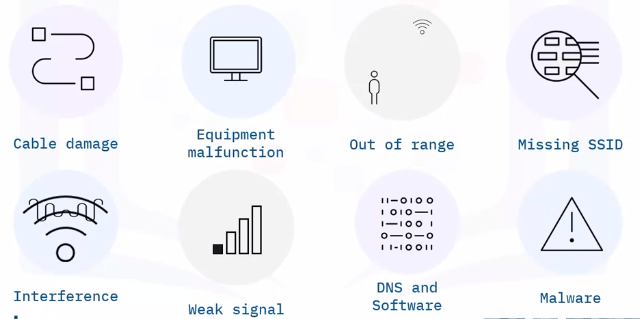 Cable damage
Equipment
malfunction
Out of range
Missing SSID
Interference
Weak signal
DNS and
Software
Malware